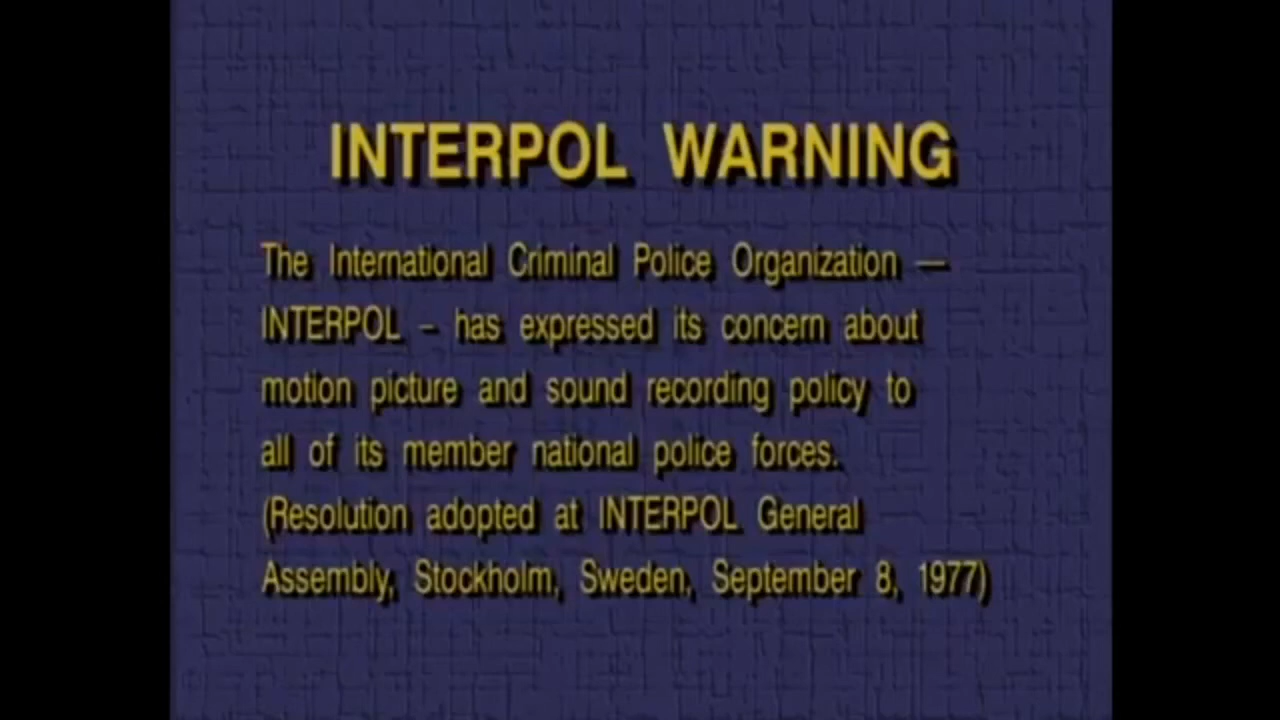 INTERPOL WARNING
The International Criminal Police Organization —
INTERPOL – has expressed its concern about
motion picture and sound recording policy to
all of its member national police forces.
(Resolution adopted at INTERPOL General
Assembly, Stockholm, Sweden, September 8, 1977)